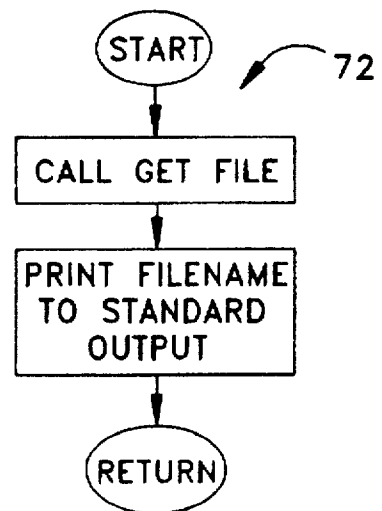 START
72
CALL GET FILE
PRINT FILENAME
TO STANDARD
OUTPUT
RETURN